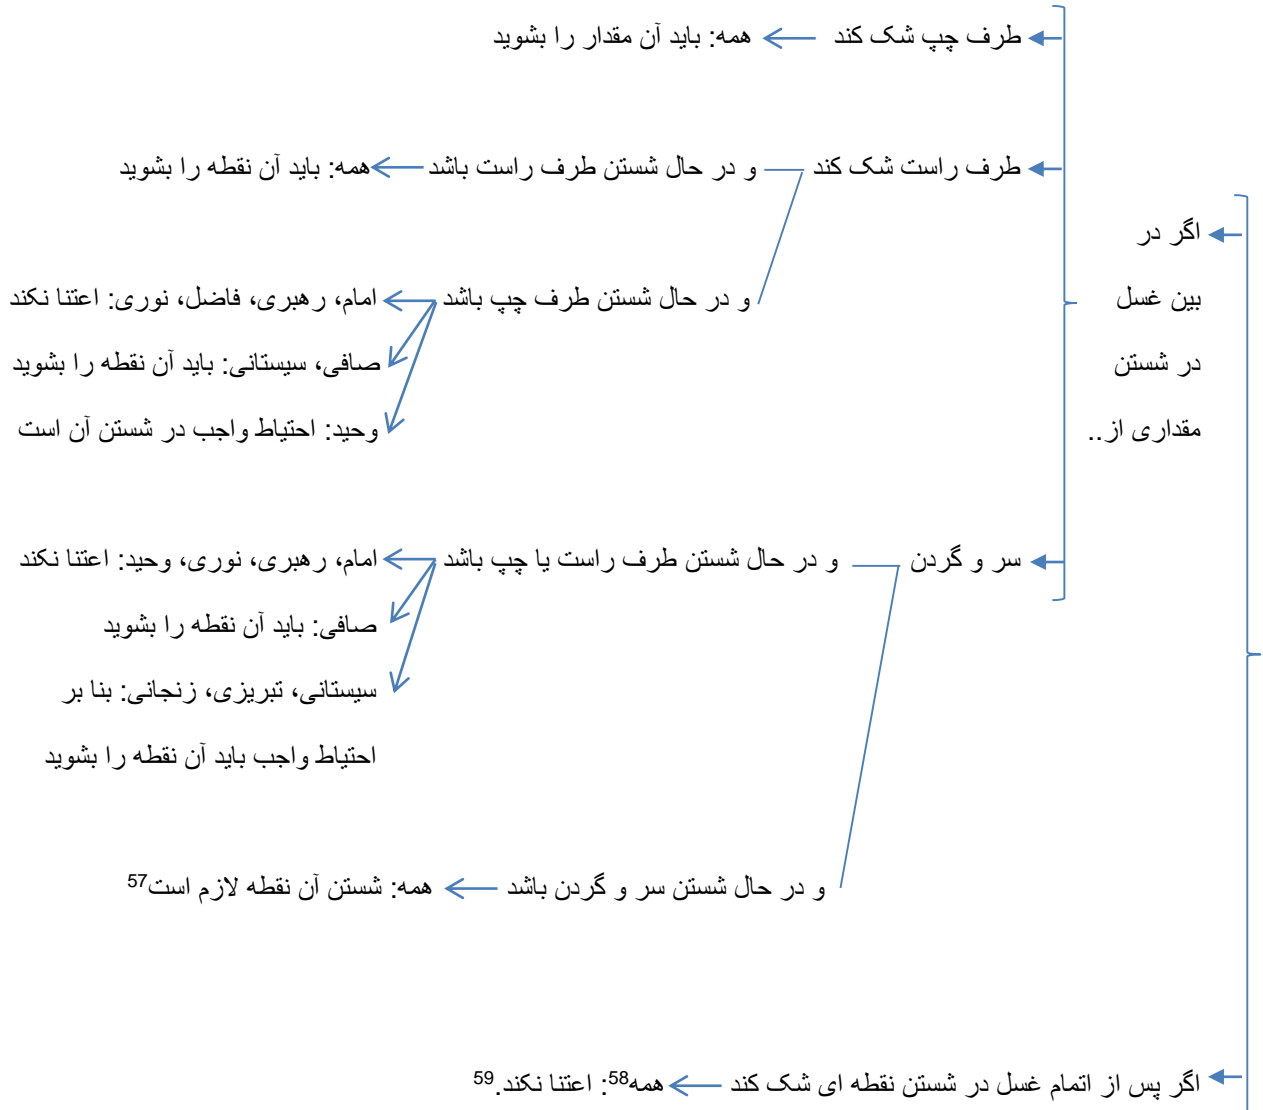 طرف چپ شک کند همه: باید آن مقدار را بشوید
طرف راست شک کند و در حال شستن طرف راست باشد همه: باید آن نقطه را بشوید
اگر در
بین غسل
در شستن
مقداری از..
و در حال شستن طرف چپ باشد امام، رهبری، فاضل، نوری: اعتنا نکند
صافی، سیستانی: باید آن نقطه را بشوید
وحید: احتیاط واجب در شستن آن است
سر و گردن و در حال شستن طرف راست یا چپ باشد امام، رهبری، نوری، وحید: اعتنا نکند
صافی: باید آن نقطه را بشوید
سیستانی، تبریزی، زنجانی: بنا بر
احتیاط واجب باید آن نقطه را بشوید
و در حال شستن سر و گردن باشد همه: شستن آن نقطه لازم است57
اگر پس از اتمام غسل در شستن نقطه ای شک کند همه58: اعتنا نکند.59